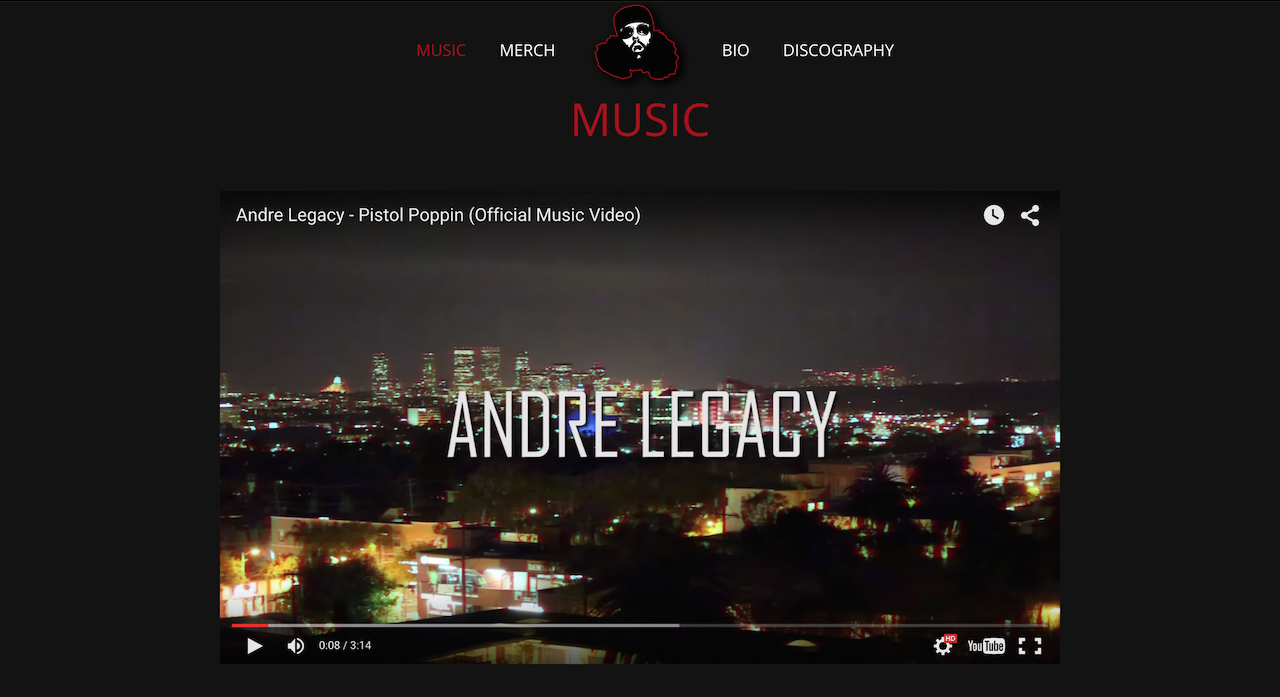 MUSIC MERCH BIO DISCOGRAPHY
MUSIC
Andre Legacy - Pistol Poppin (Official Music Video)
ANDRE LEGACY
0:08 / 3:14
HD
YouTube